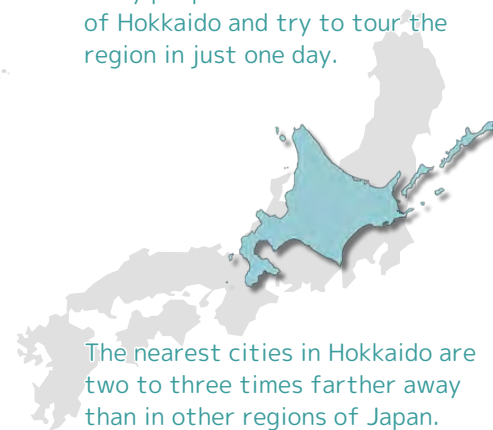 of Hokkaido and try to tour the
region in just one day.
The nearest cities in Hokkaido are
two to three times farther away
than in other regions of Japan.